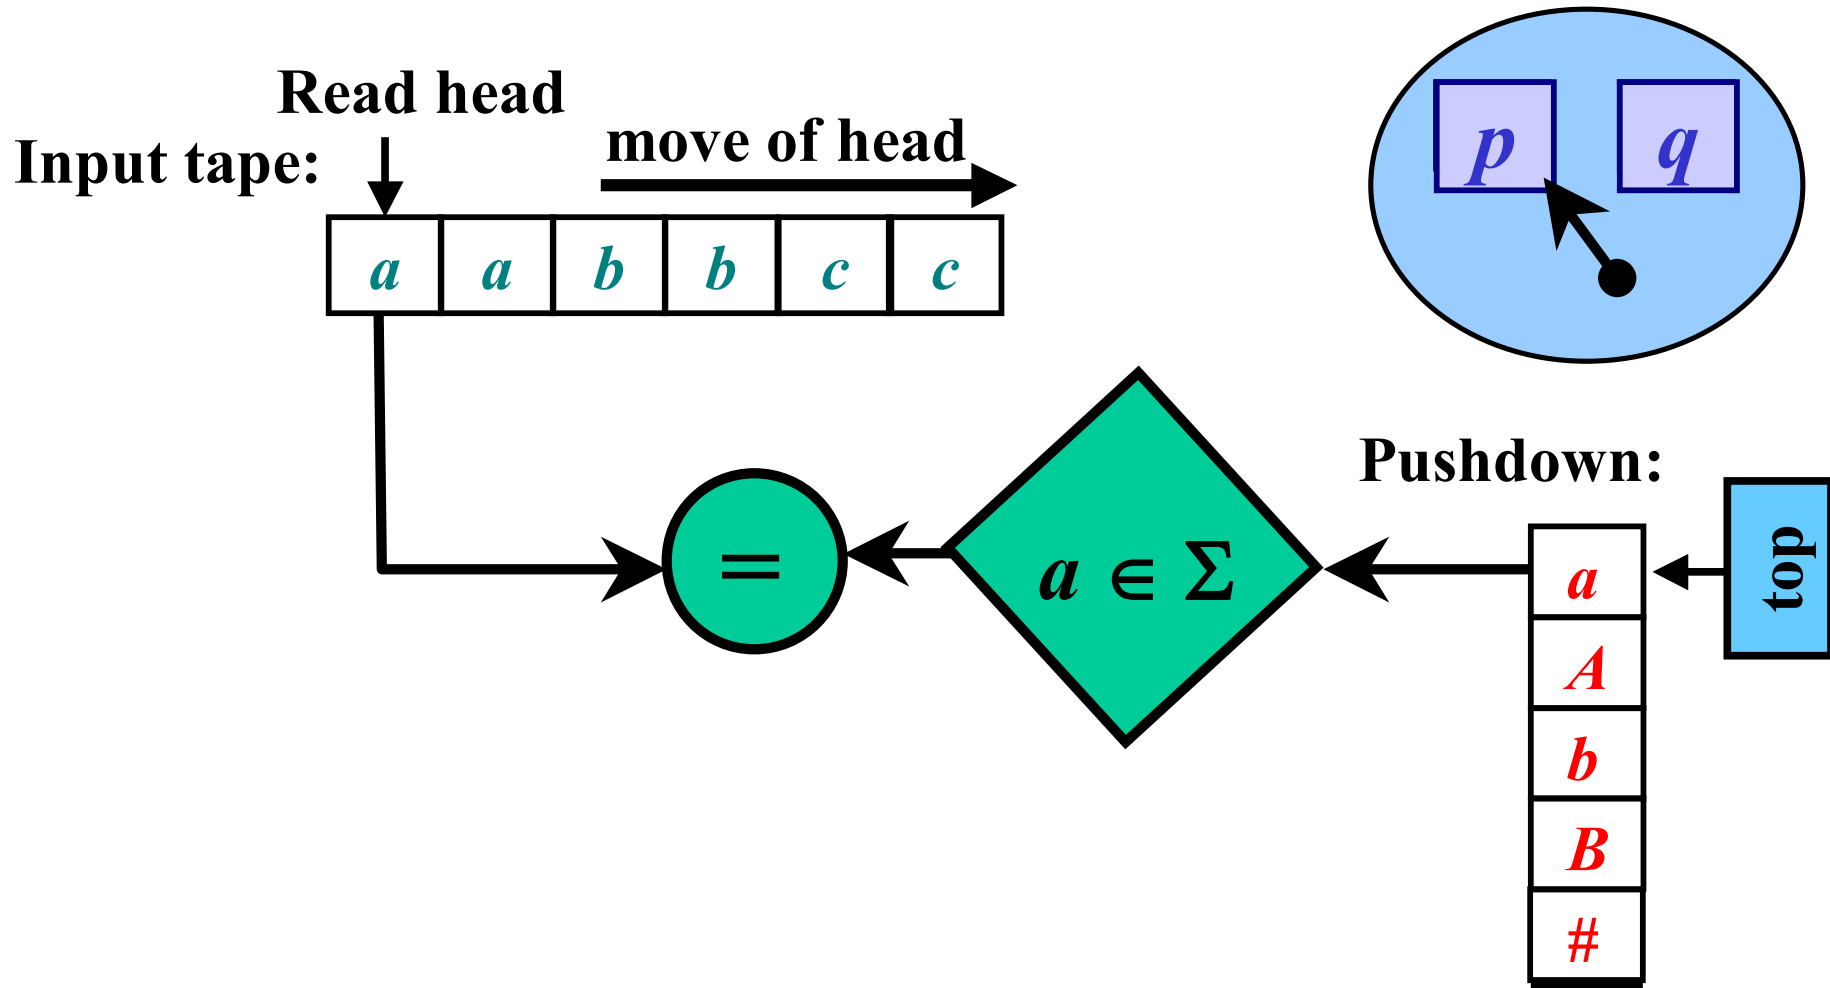 Read head
Input tape:
move of head
p q
a a b b c c
Pushdown:
=
a ∈ Σ
top
a
A
b
B
#